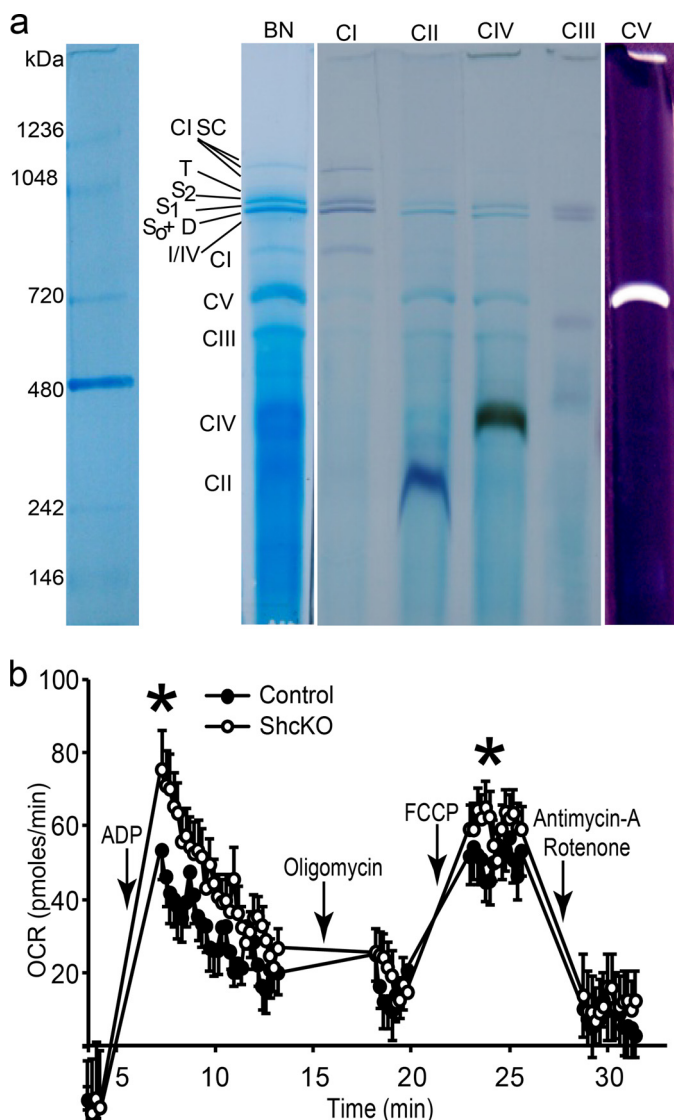 a
BN CI CII CIV CIII CV
kDa
1236
1048
720
480
242
146
CI SC
T
S2
S1
So+ D
I/IV
CI
CV
CIII
CIV
CII
b
100
80
60
40
20
OCR (pmoles/min)
* *
Control
ShcKO
ADP
Oligomycin
FCCP
Antimycin-A
Rotenone
5 10 15 20 25 30
Time (min)